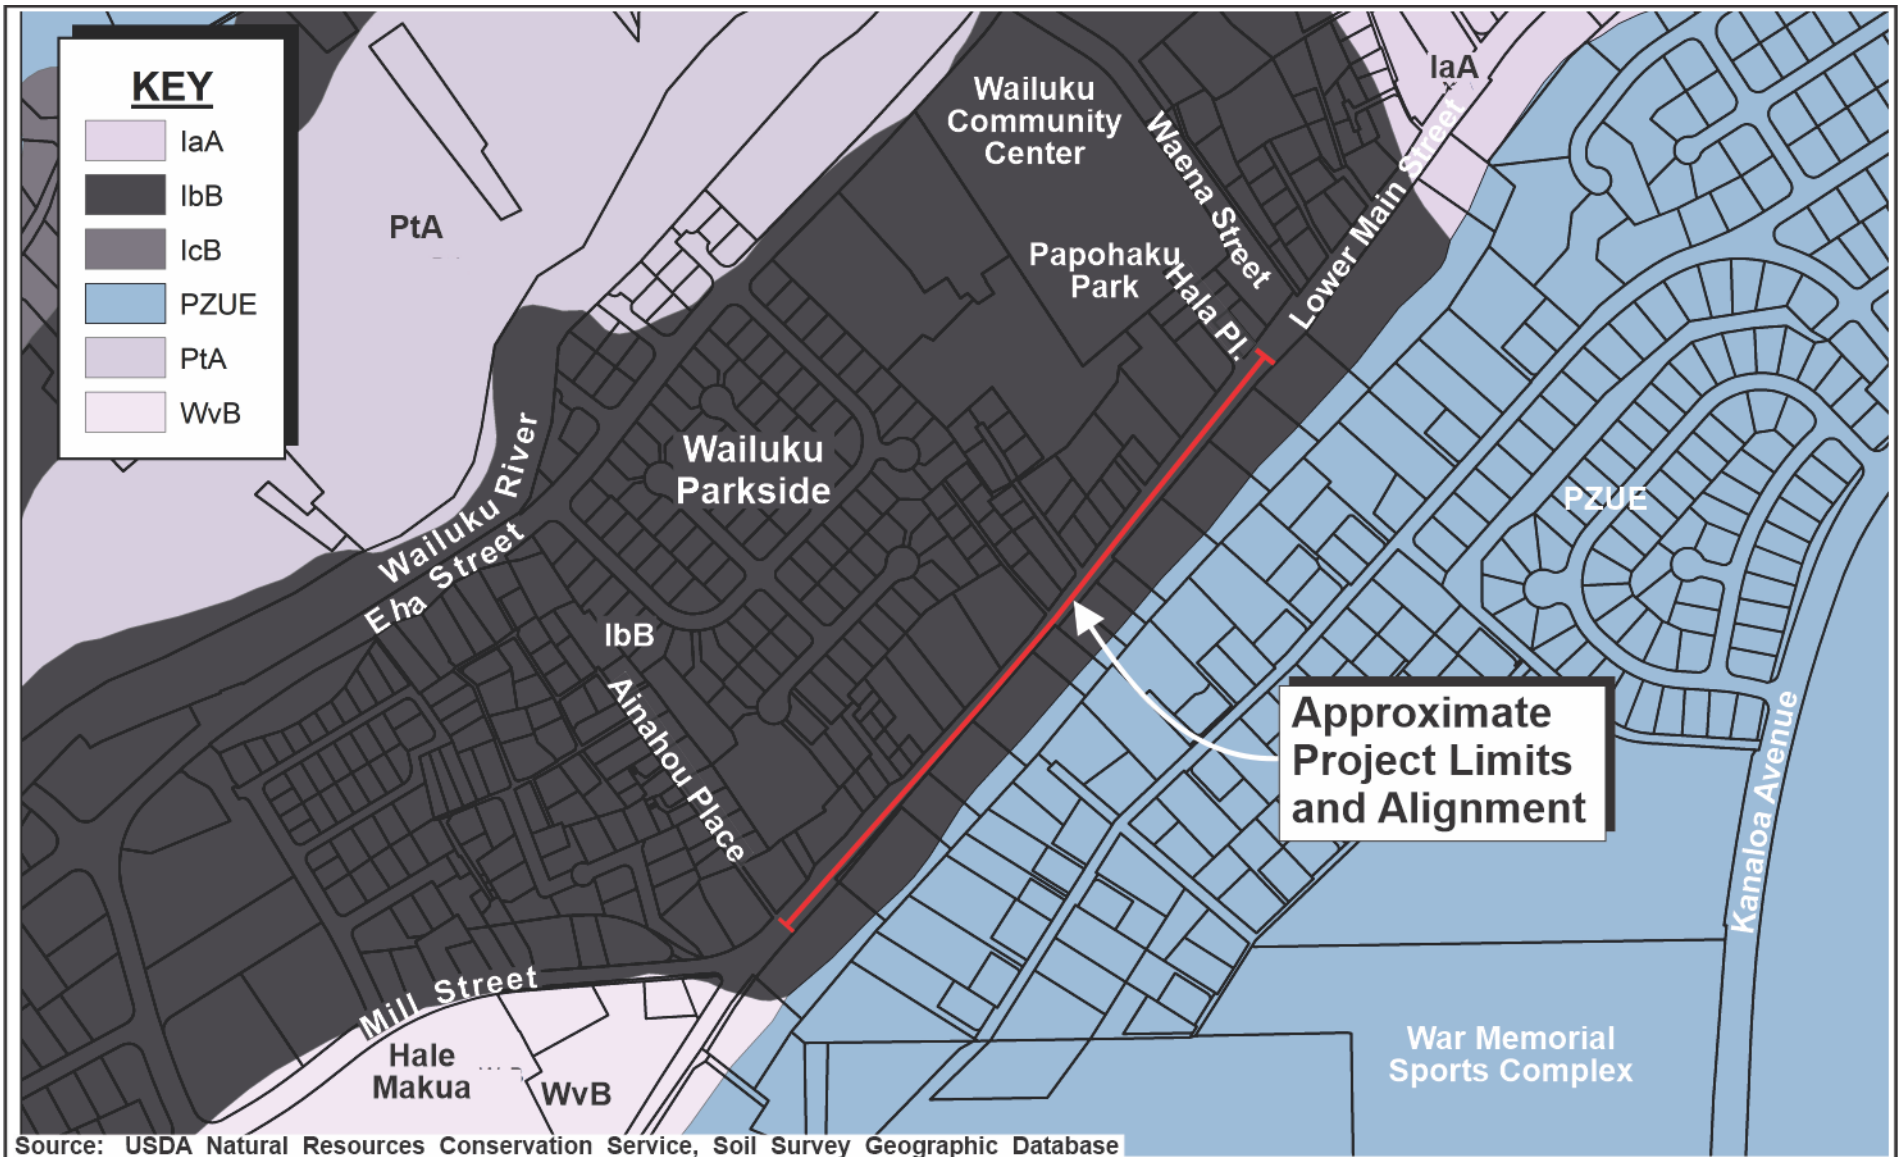 KEY
IaA
IbB
IcB
PZUE
PtA
WvB
PtA
Wailuku
Community
Center
Waena Street
IaA
Lower Main Street
Papohaku
Park
Hala Pl.
Wailuku
Parkside
Wailuku River
Eha Street
IbB
Ainahou Place
PZUE
Approximate
Project Limits
and Alignment
Kanaloa Avenue
Mill Street
Hale
Makua
WvB
War Memorial
Sports Complex
Source: USDA Natural Resources Conservation Service, Soil Survey Geographic Database